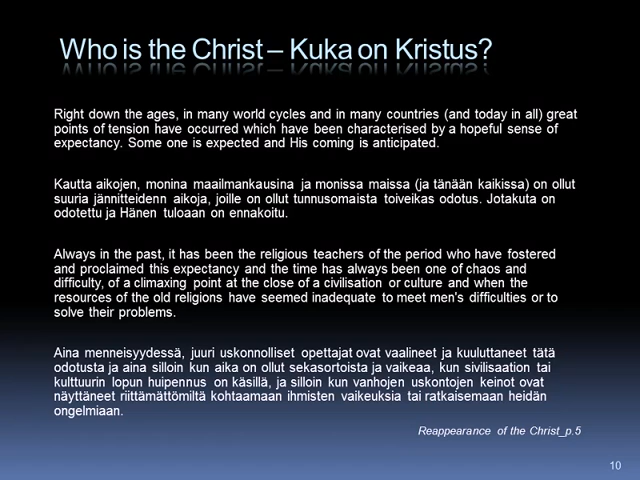 Who is the Christ – Kuka on Kristus?
Right down the ages, in many world cycles and in many countries (and today in all) great
points of tension have occurred which have been characterised by a hopeful sense of
expectancy. Some one is expected and His coming is anticipated.
Kautta aikojen, monina maailmankausina ja monissa maissa (ja tänään kaikissa) on ollut
suuria jännitteidenn aikoja, joille on ollut tunnusomaista toiveikas odotus. Jotakuta on
odotettu ja Hänen tuloaan on ennakoitu.
Always in the past, it has been the religious teachers of the period who have fostered
and proclaimed this expectancy and the time has always been one of chaos and
difficulty, of a climaxing point at the close of a civilisation or culture and when the
resources of the old religions have seemed inadequate to meet men's difficulties or to
solve their problems.
Aina menneisyydessä, juuri uskonnolliset opettajat ovat vaalineet ja kuuluttaneet tätä
odotusta ja aina silloin kun aika on ollut sekasortoista ja vaikeaa, kun sivilisaation tai
kulttuurin lopun huipennus on käsillä, ja silloin kun vanhojen uskontojen keinot ovat
näyttäneet riittämättömiltä kohtaamaan ihmisten vaikeuksia tai ratkaisemaan heidän
ongelmiaan.
Reappearance of the Christ_p.5
10